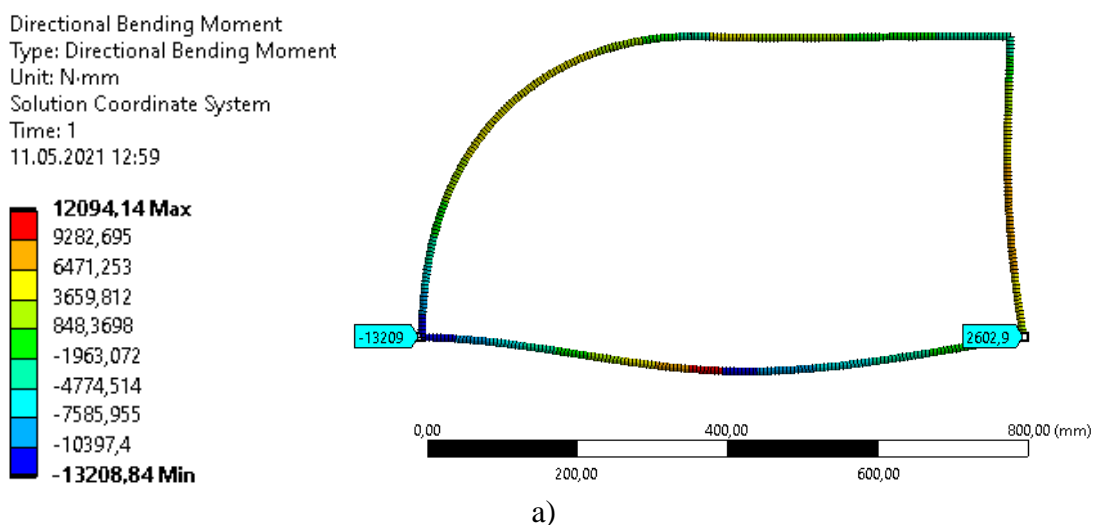 Directional Bending Moment
Type: Directional Bending Moment
Unit: N·mm
Solution Coordinate System
Time: 1
11.05.2021 12:59
12094,14 Max
9282,695
6471,253
3659,812
848,3698
-1963,072
-4774,514
-7585,955
-10397,4
-13208,84 Min
-13209
2602,9
0,00 400,00 800,00 (mm)
200,00 600,00
a)